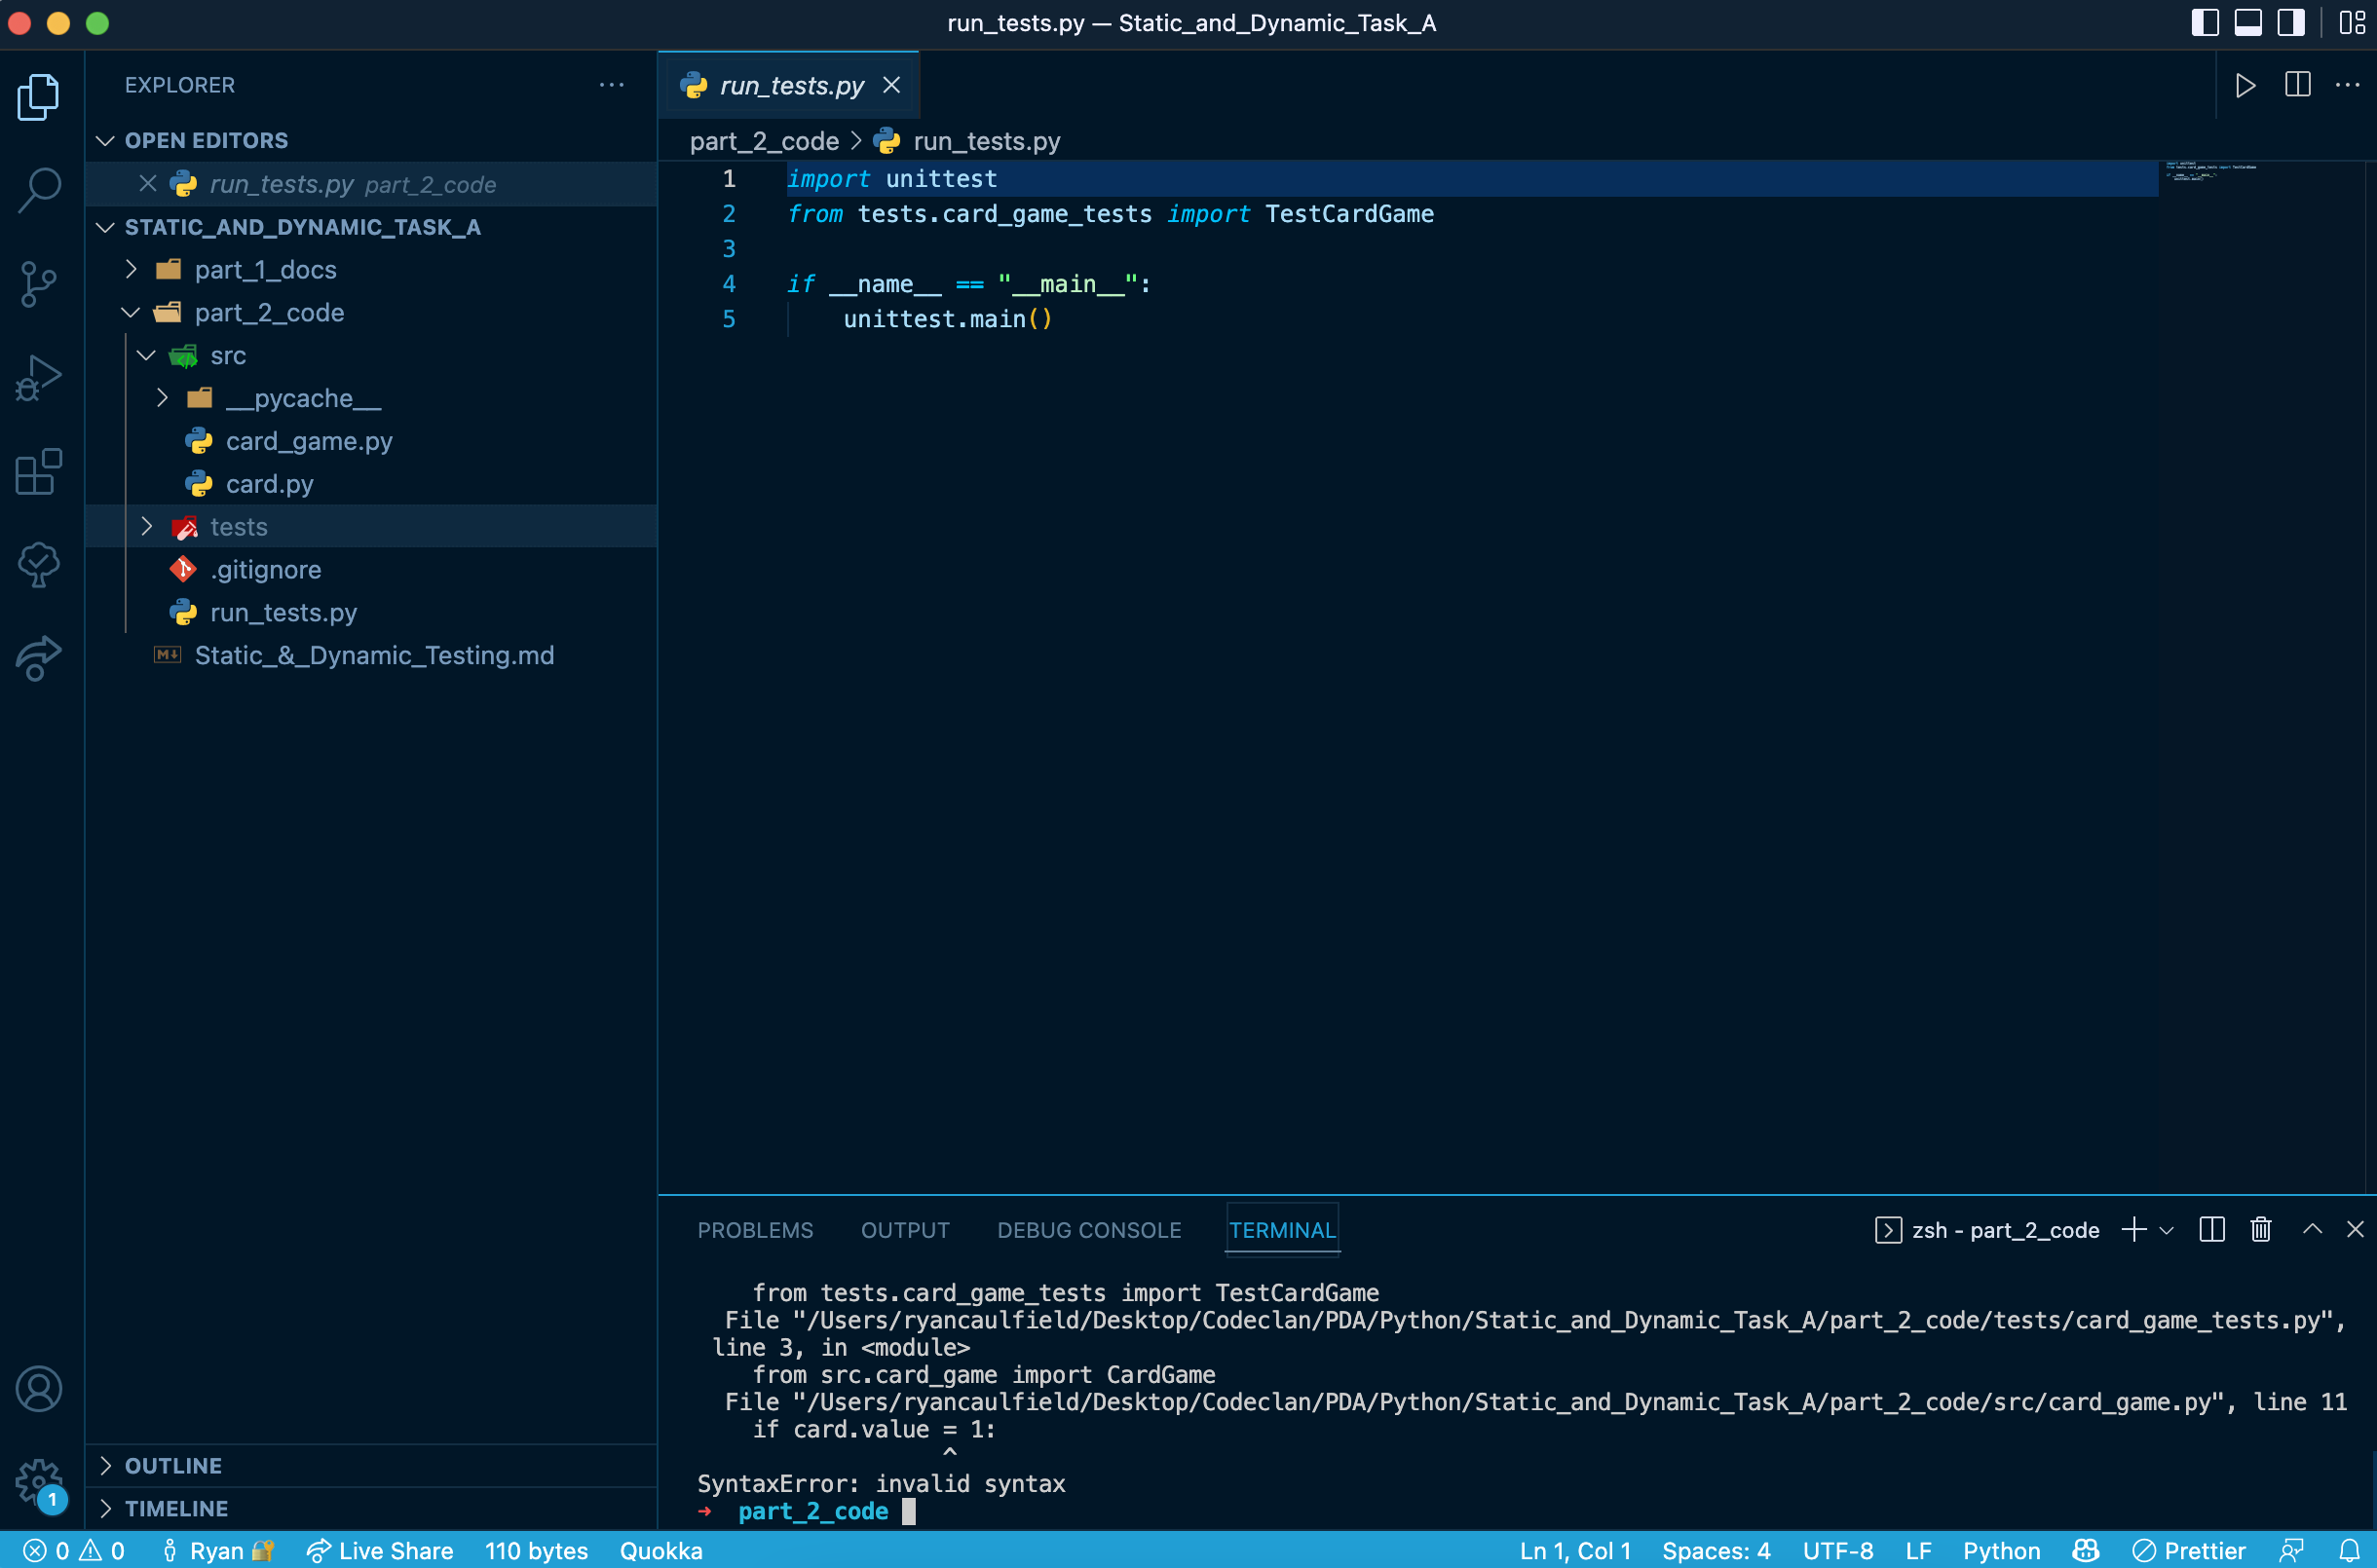 run_tests.py — Static_and_Dynamic_Task_A
EXPLORER
OPEN EDITORS
run_tests.py part_2_code
STATIC_AND_DYNAMIC_TASK_A
part_1_docs
part_2_code
src
__pycache__
card_game.py
card.py
tests
.gitignore
run_tests.py
Static_&_Dynamic_Testing.md
OUTLINE
TIMELINE
1
run_tests.py
part_2_code > run_tests.py
1 import unittest
2 from tests.card_game_tests import TestCardGame
3
4 if __name__ == "__main__":
5 unittest.main()
PROBLEMS OUTPUT DEBUG CONSOLE TERMINAL
zsh - part_2_code
from tests.card_game_tests import TestCardGame
File "/Users/ryancaulfield/Desktop/Codeclan/PDA/Python/Static_and_Dynamic_Task_A/part_2_code/tests/card_game_tests.py",
line 3, in <module>
from src.card_game import CardGame
File "/Users/ryancaulfield/Desktop/Codeclan/PDA/Python/Static_and_Dynamic_Task_A/part_2_code/src/card_game.py", line 11
if card.value = 1:
^
SyntaxError: invalid syntax
➜ part_2_code
0 0 Ryan 🔐 Live Share 110 bytes Quokka Ln 1, Col 1 Spaces: 4 UTF-8 LF Python Prettier